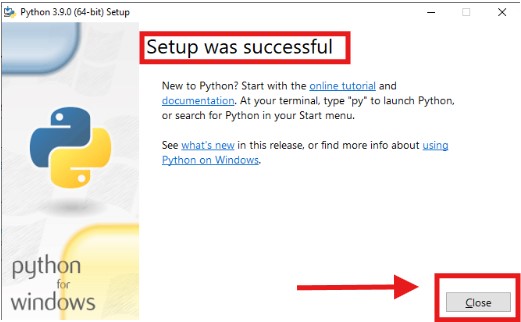 Python 3.9.0 (64-bit) Setup
Setup was successful
New to Python? Start with the online tutorial and
documentation. At your terminal, type "py" to launch Python,
or search for Python in your Start menu.
See what's new in this release, or find more info about using
Python on Windows.
python
for
windows
Close